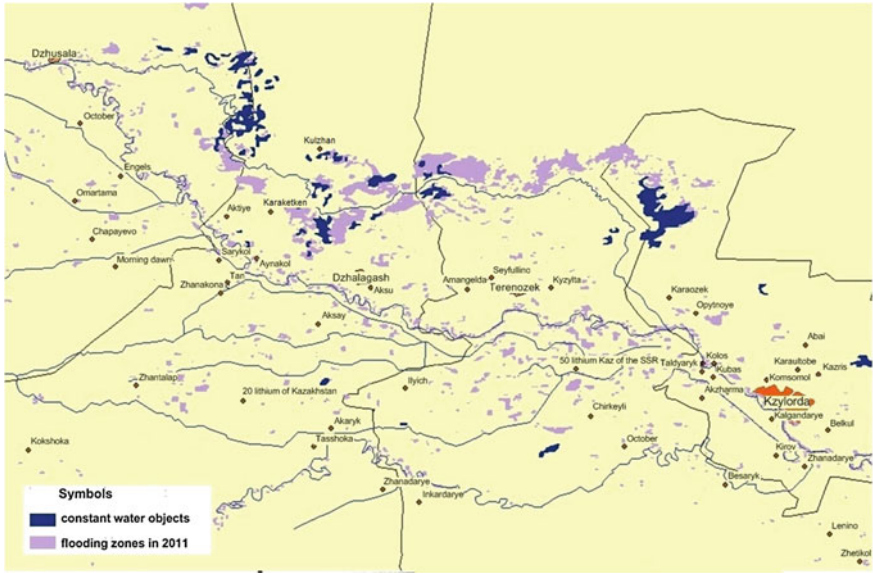 Dzhusala
October
Kulzhan
Engels
Omartama
Aktiye
Karaketken
Chapayevo
Sarykol
Aynakol
Morning dawn
Tan
Zhanakona
Dzhalagash
Aksu
Seyfullino
Amangelda
Terenozek
Kyzylta
Karaozek
Opytnoye
Aksay
Abai
50 lithium Kaz of the SSR
Taldyaryk
Kolos
Kubas
Karaultobe
Kazris
Komsomol
Zhantalap
20 lithium of Kazakhstan
Ilyich
Akzharma
Kzylorda
Chirkeyli
Kalgandarye
Belkul
Akaryk
Tasshoka
October
Kokshoka
Kirov
Zhanadarye
Besaryk
Zhanadarye
Inkardarye
Lenino
Zhetikol
Symbols
constant water objects
flooding zones in 2011